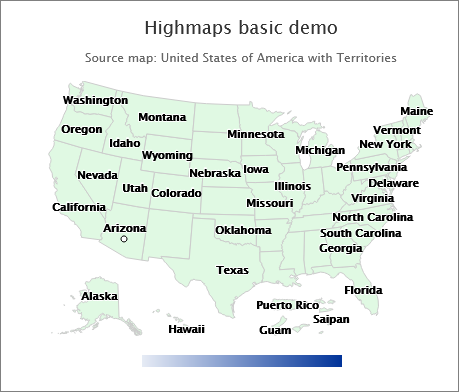 Highmaps basic demo
Source map: United States of America with Territories
Washington
Maine
Montana
Oregon
Minnesota
Vermont
Idaho
New York
Michigan
Wyoming
Pennsylvania
Nevada
Nebraska
Iowa
Utah
Colorado
Illinois
Delaware
California
Missouri
Virginia
Arizona
Oklahoma
North Carolina
South Carolina
Georgia
Texas
Alaska
Florida
Puerto Rico
Hawaii
Guam
Saipan